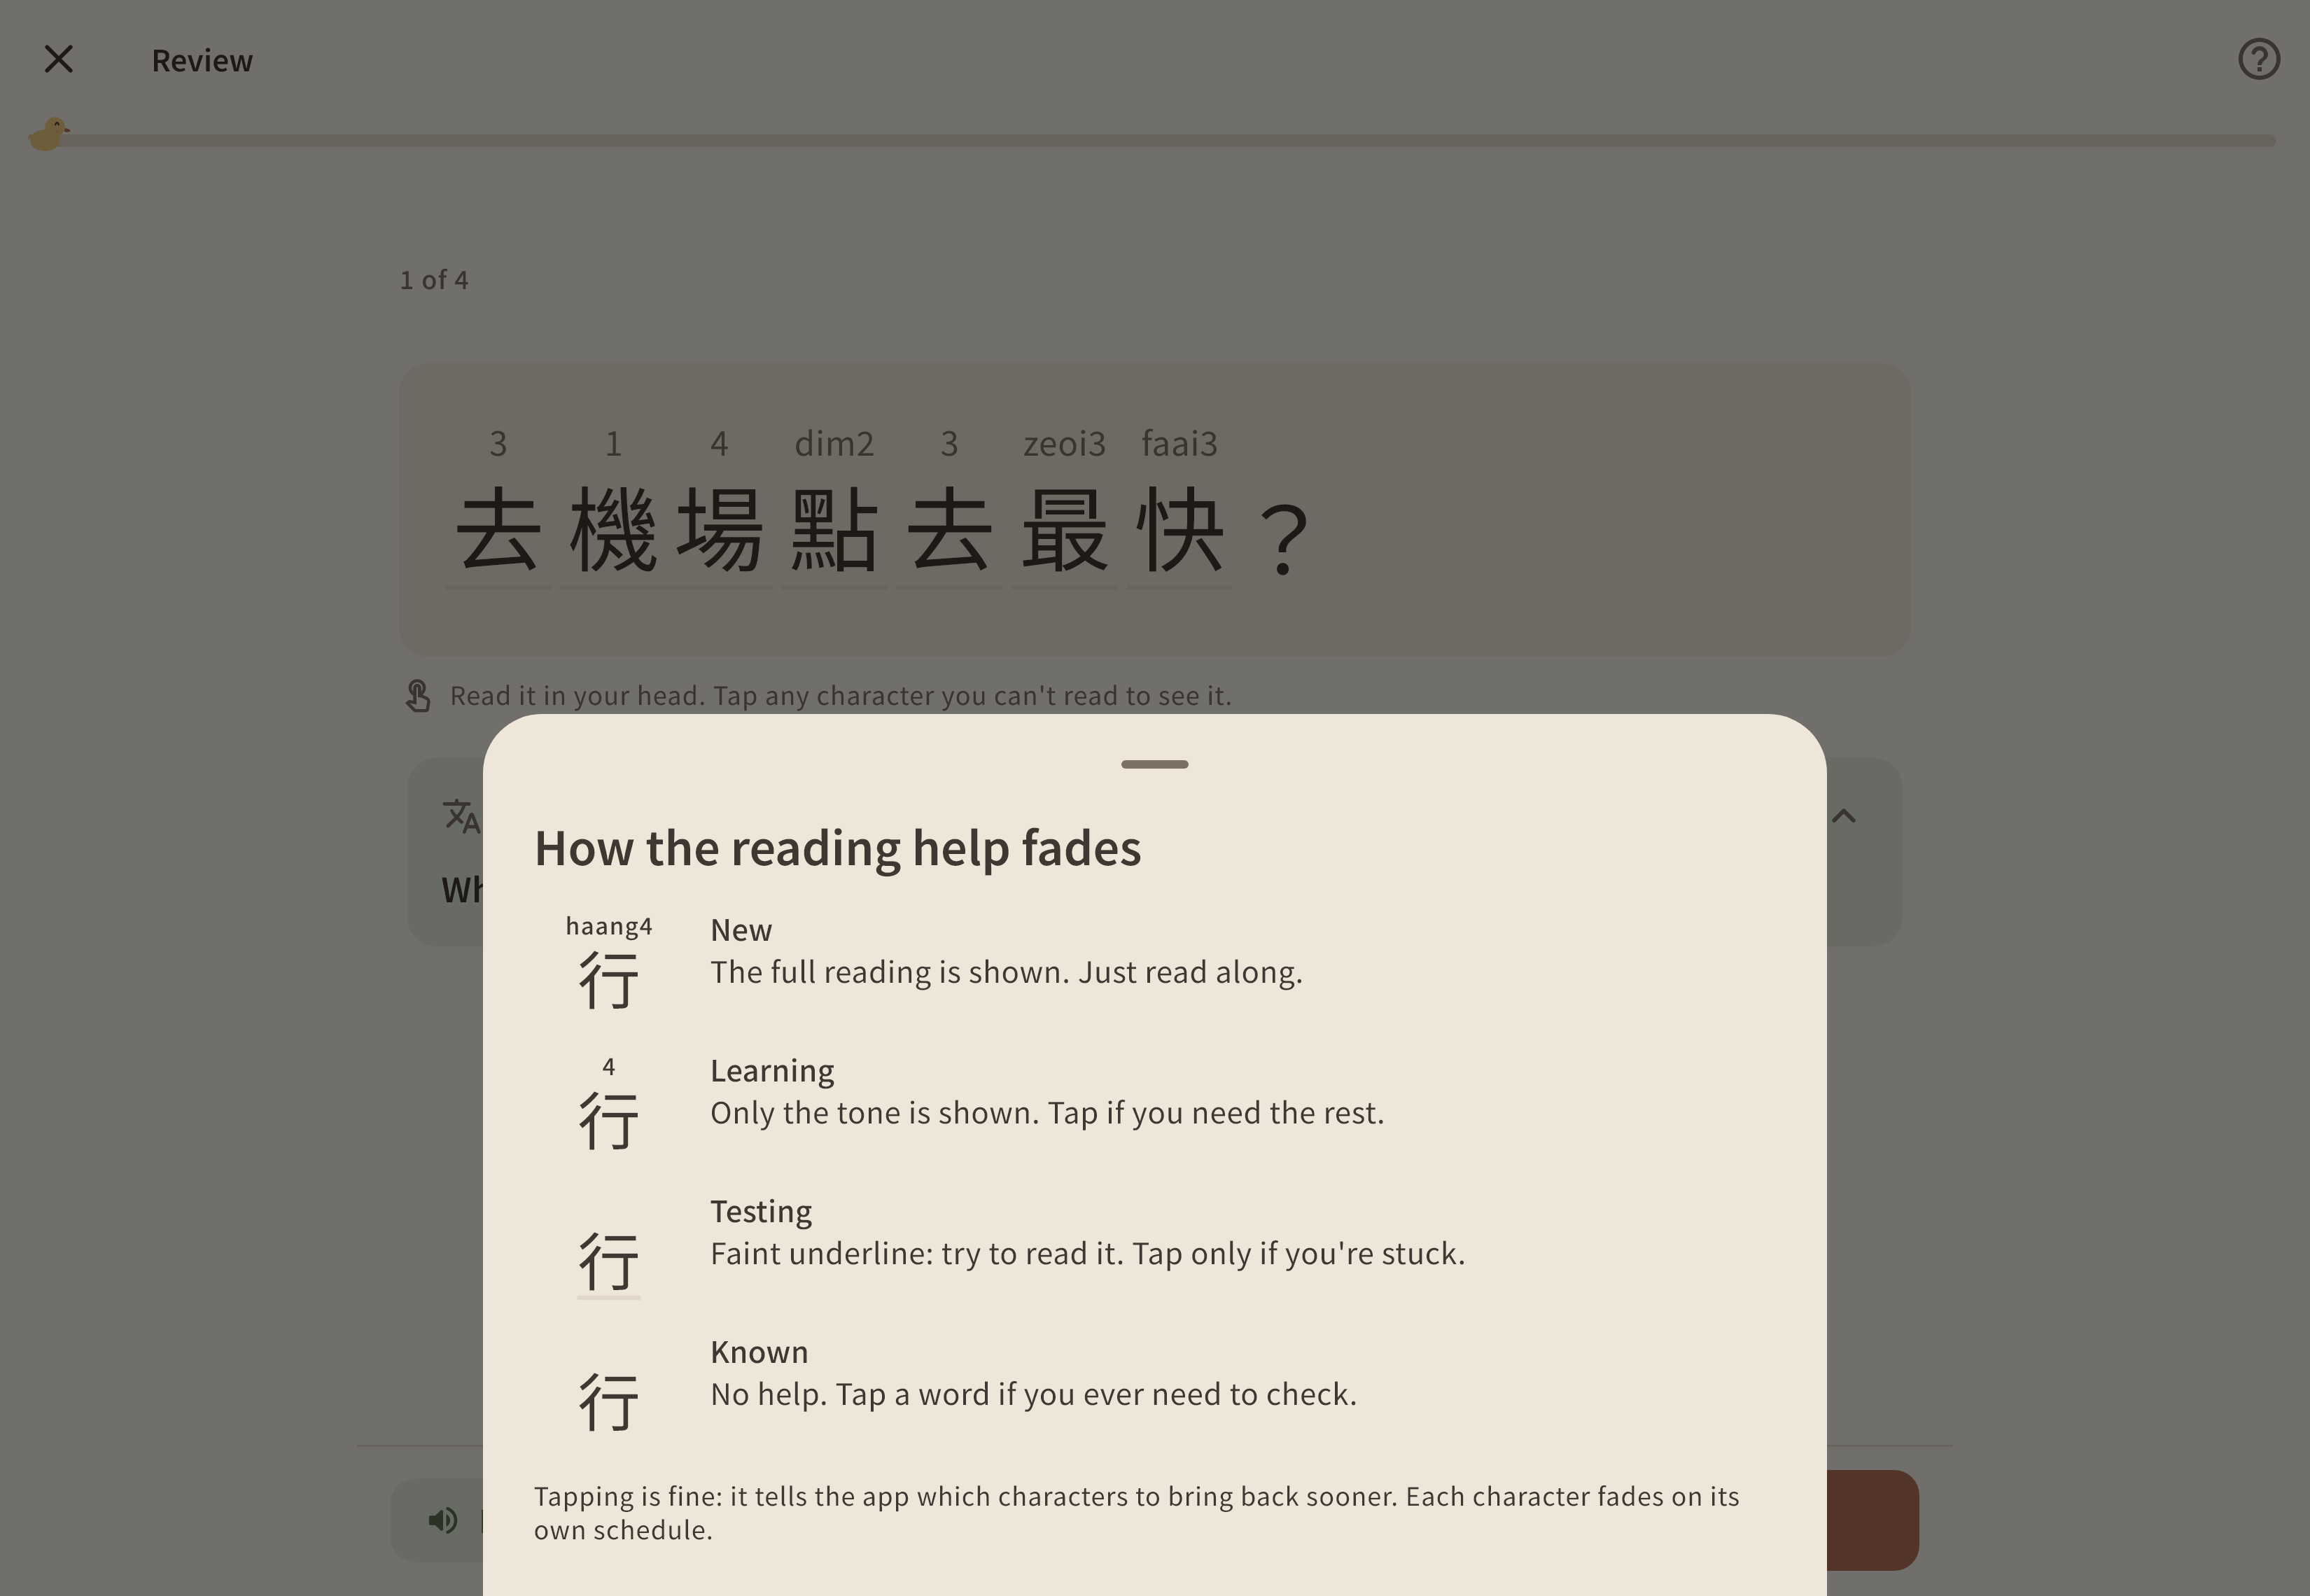 Review
1 of 4
3 1 4 dim2 3 zeoi3 faai3
去機場點去最快？
Read it in your head. Tap any character you can't read to see it.
How the reading help fades
haang4
行
New
The full reading is shown. Just read along.
4
行
Learning
Only the tone is shown. Tap if you need the rest.
行
Testing
Faint underline: try to read it. Tap only if you're stuck.
行
Known
No help. Tap a word if you ever need to check.
Tapping is fine: it tells the app which characters to bring back sooner. Each character fades on its
own schedule.